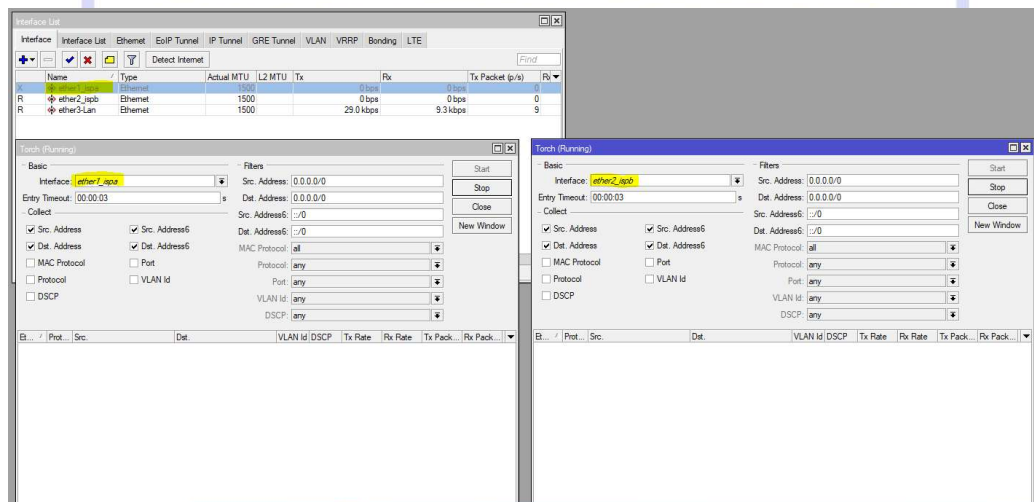 Interface List
Interface Interface List Ethernet EoIP Tunnel IP Tunnel GRE Tunnel VLAN VRRP Bonding LTE
Detect Internet Find
Name / Type Actual MTU L2 MTU Tx Rx Tx Packet (p/s)
X ether1_ispa Ethernet 1500 0 bps 0 bps 0
R ether2_ispb Ethernet 1500 0 bps 0 bps 0
R ether3-Lan Ethernet 1500 29.0 kbps 9.3 kbps 9
Torch (Running)
Basic
Interface: ether1_ispa
Entry Timeout: 00:00:03 s
Collect
Src. Address Src. Address6
Dst. Address Dst. Address6
MAC Protocol Port
Protocol VLAN Id
DSCP
Filters
Src. Address: 0.0.0.0/0
Dst. Address: 0.0.0.0/0
Src. Address6: ::/0
Dst. Address6: ::/0
MAC Protocol: all
Protocol: any
Port: any
VLAN Id: any
DSCP: any
Start
Stop
Close
New Window
Et... / Prot... Src. Dst. VLAN Id DSCP Tx Rate Rx Rate Tx Pack... Rx Pack...
Torch (Running)
Basic
Interface: ether2_ispb
Entry Timeout: 00:00:03 s
Collect
Src. Address Src. Address6
Dst. Address Dst. Address6
MAC Protocol Port
Protocol VLAN Id
DSCP
Filters
Src. Address: 0.0.0.0/0
Dst. Address: 0.0.0.0/0
Src. Address6: ::/0
Dst. Address6: ::/0
MAC Protocol: all
Protocol: any
Port: any
VLAN Id: any
DSCP: any
Start
Stop
Close
New Window
Et... / Prot... Src. Dst. VLAN Id DSCP Tx Rate Rx Rate Tx Pack... Rx Pack...